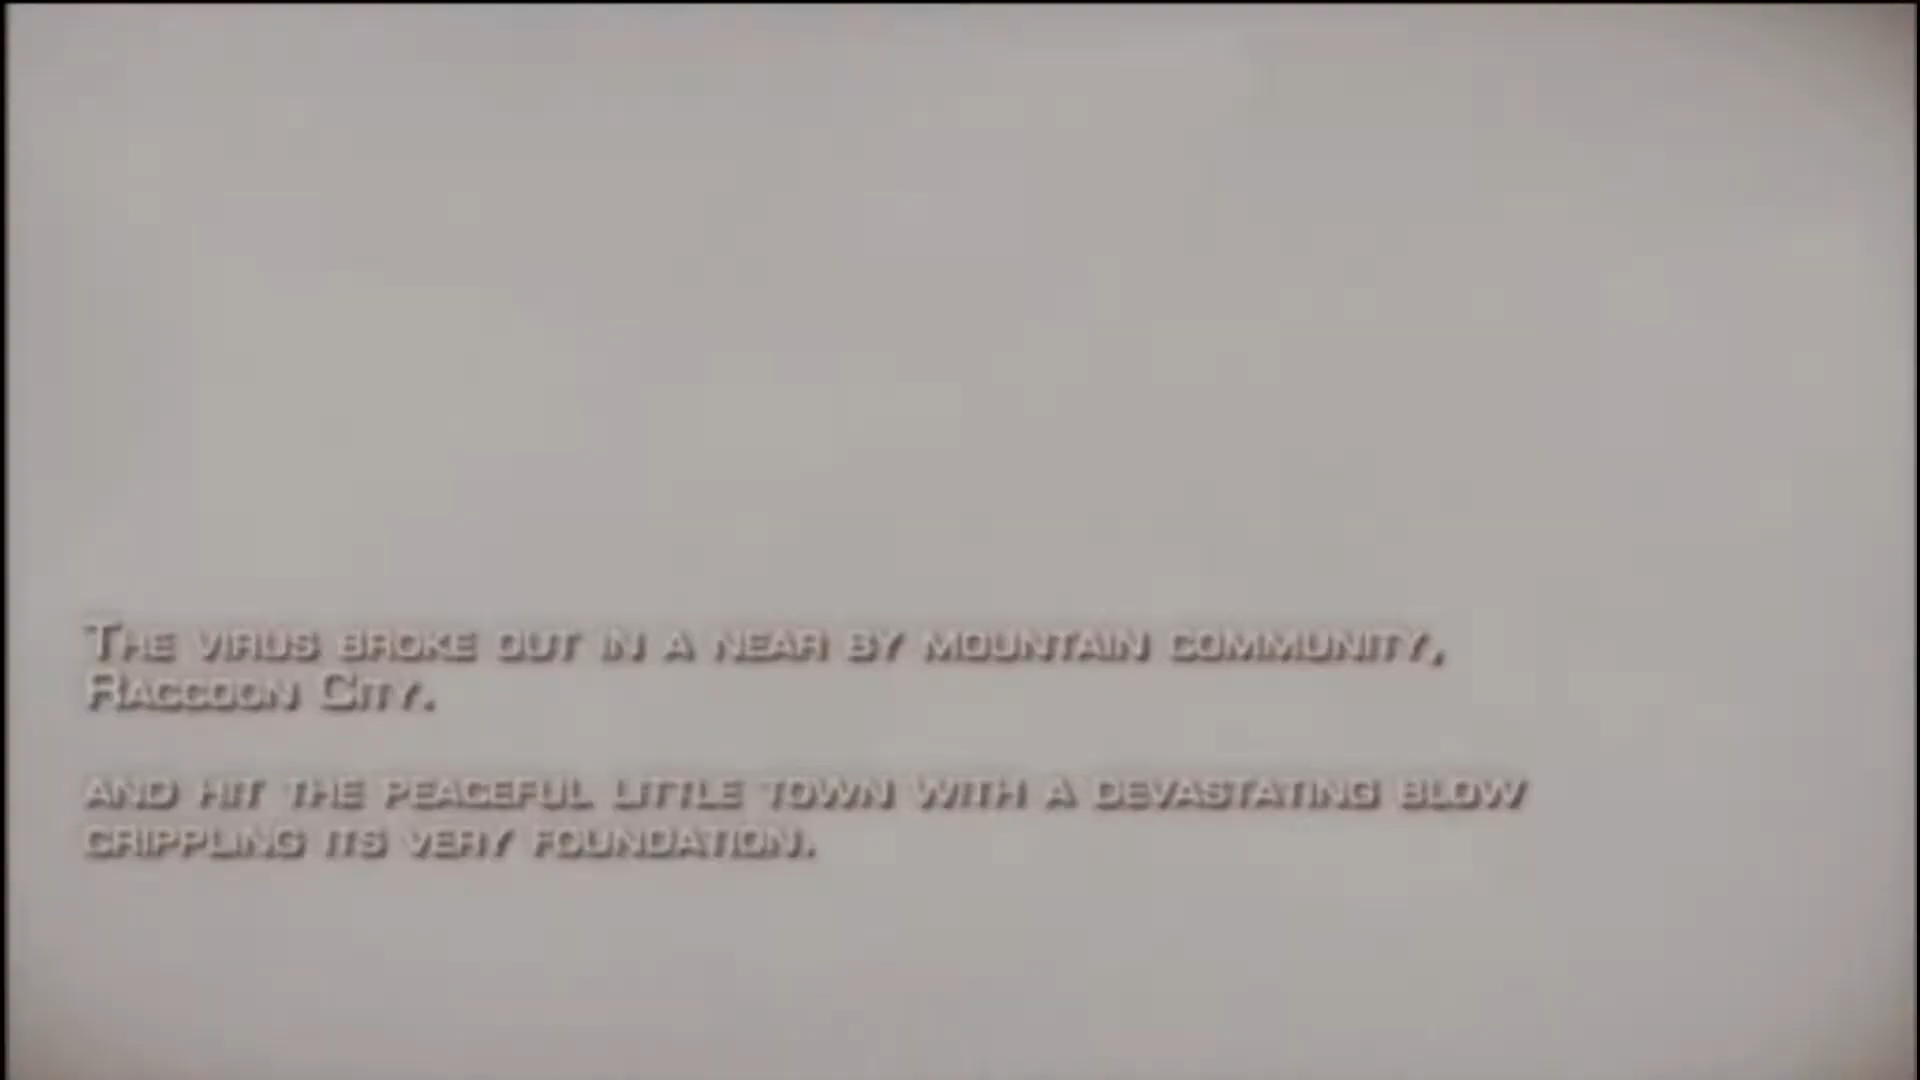 The virus broke out in a near by mountain community,
Raccoon City.
and hit the peaceful little town with a devastating blow
crippling its very foundation.